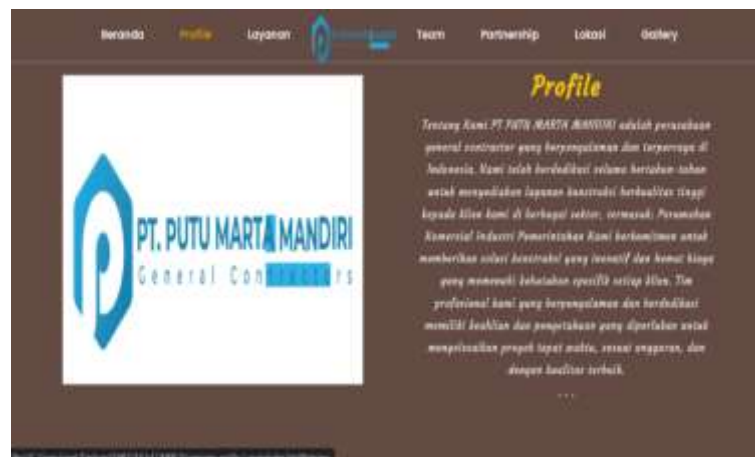 Beranda Profile Layanan Team Partnership Lokasi Gallery
PT. PUTU MARTA MANDIRI
General Contractors
Profile
Tentang Kami PT PUTU MARTA MANDIRI adalah perusahaan
general contractor yang berpengalaman dan terpercaya di
Indonesia. Kami telah berdedikasi selama bertahun-tahun
untuk menyediakan layanan konstruksi berkualitas tinggi
kepada klien kami di berbagai sektor, termasuk: Perumahan
Komersial Industri Pemerintahan Kami berkomitmen untuk
memberikan solusi konstruksi yang inovatif dan hemat biaya
yang memenuhi kebutuhan spesifik setiap klien. Tim
profesional kami yang berpengalaman dan berdedikasi
memiliki keahlian dan pengetahuan yang diperlukan untuk
menyelesaikan proyek tepat waktu, sesuai anggaran, dan
dengan kualitas terbaik.
...